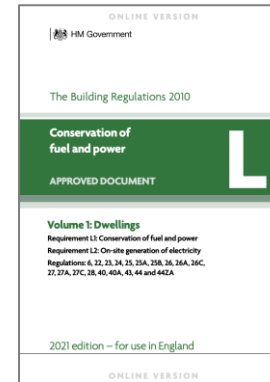 ONLINE VERSION
HM Government
The Building Regulations 2010
Conservation of
fuel and power
L
APPROVED DOCUMENT
Volume 1: Dwellings
Requirement L1: Conservation of fuel and power
Requirement L2: On-site generation of electricity
Regulations: 6, 22, 23, 24, 25, 25A, 25B, 26, 26A, 26C,
27, 27A, 27C, 28, 40, 40A, 43, 44 and 44ZA
2021 edition – for use in England
ONLINE VERSION